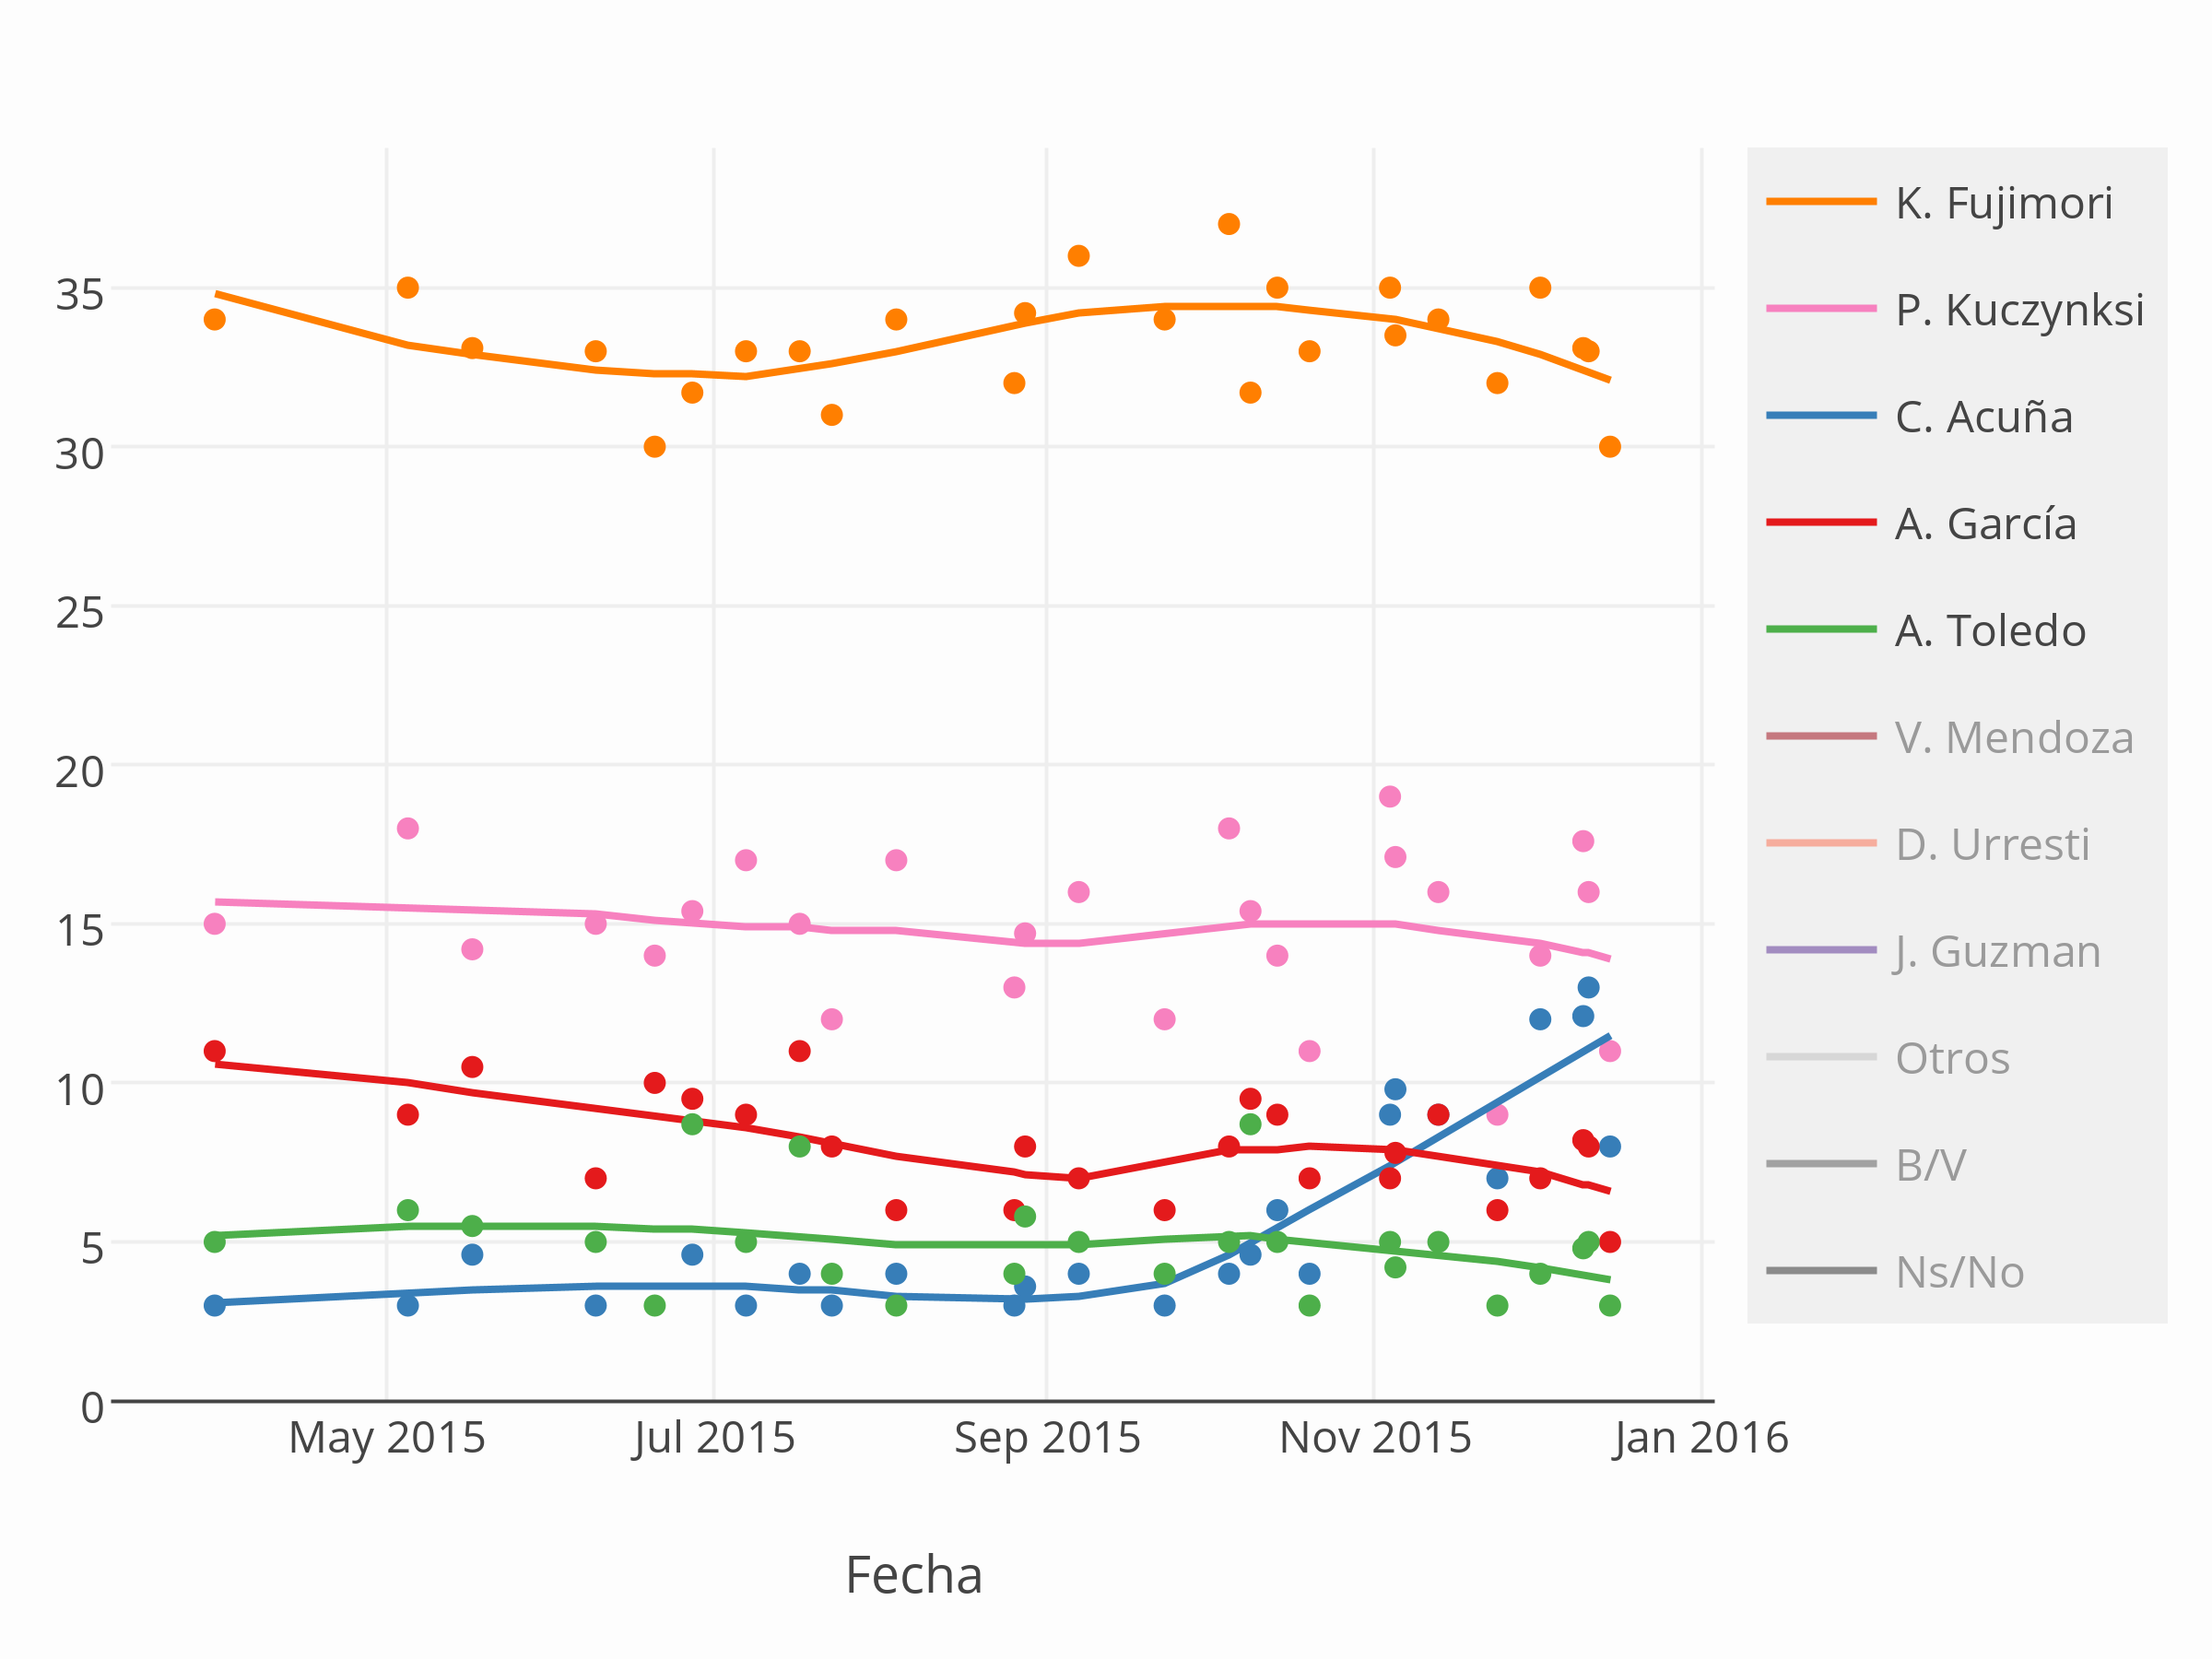 35
30
25
20
15
10
5
0
May 2015
Jul 2015
Sep 2015
Nov 2015
Jan 2016
Fecha
K. Fujimori
P. Kuczynksi
C. Acuña
A. García
A. Toledo
V. Mendoza
D. Urresti
J. Guzman
Otros
B/V
Ns/No